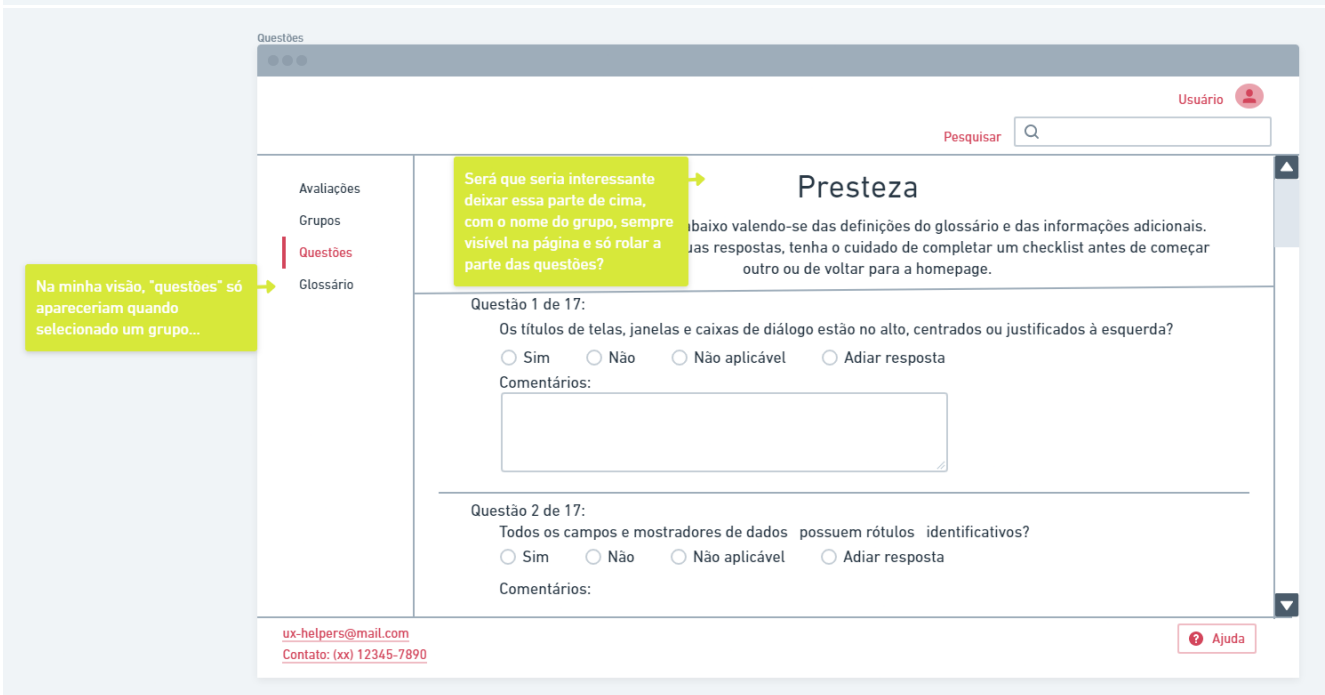 Questões
Usuário
Pesquisar
Avaliações
Grupos
Questões
Glossário
Na minha visão, "questões" só
apareceriam quando
selecionado um grupo...
Será que seria interessante
deixar essa parte de cima,
com o nome do grupo, sempre
visível na página e só rolar a
parte das questões?
Presteza
baixo valendo-se das definições do glossário e das informações adicionais.
uas respostas, tenha o cuidado de completar um checklist antes de começar
outro ou de voltar para a homepage.
Questão 1 de 17:
Os títulos de telas, janelas e caixas de diálogo estão no alto, centrados ou justificados à esquerda?
Sim Não Não aplicável Adiar resposta
Comentários:
Questão 2 de 17:
Todos os campos e mostradores de dados possuem rótulos identificativos?
Sim Não Não aplicável Adiar resposta
Comentários:
ux-helpers@mail.com
Contato: (xx) 12345-7890
Ajuda